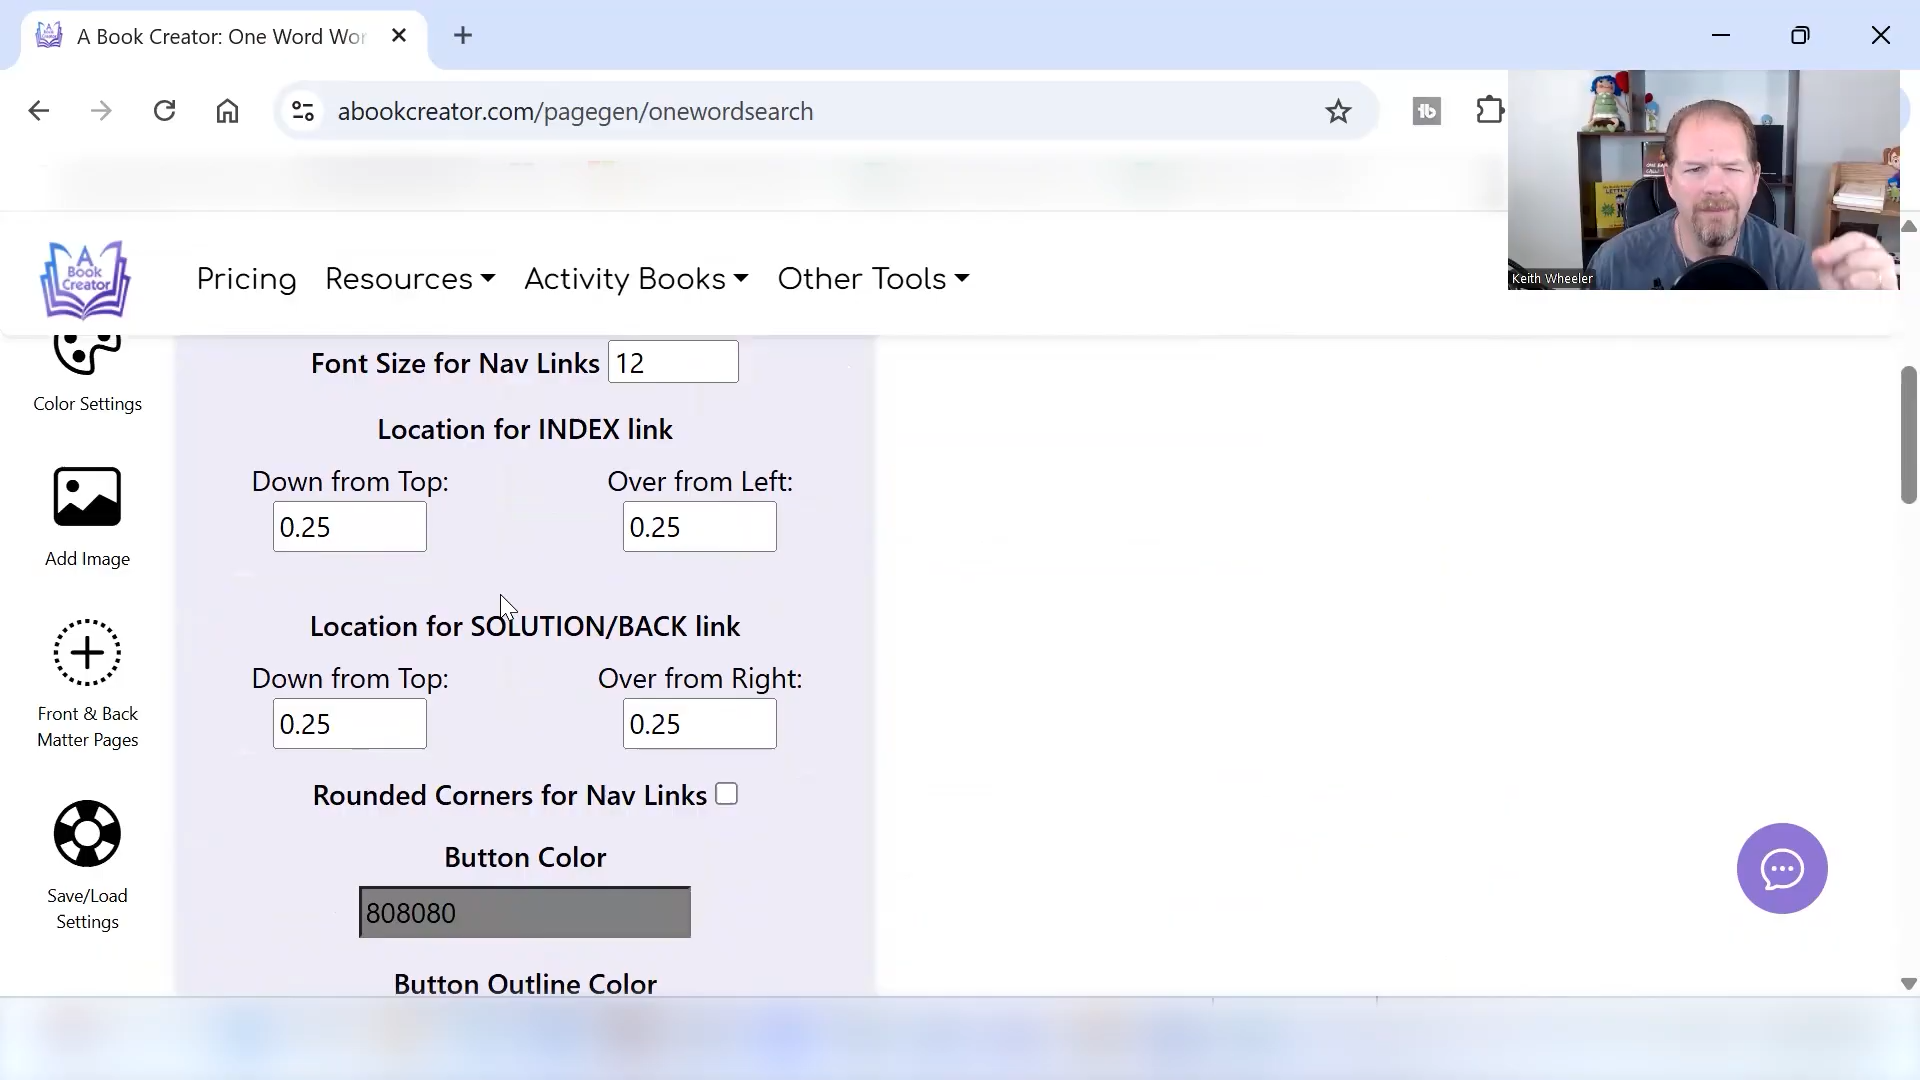 A Book Creator: One Word Wor
abookcreator.com/pagegen/onewordsearch
A Book Creator
Pricing Resources Activity Books Other Tools
Keith Wheeler
Font Size for Nav Links 12
Color Settings
Location for INDEX link
Down from Top: Over from Left:
0.25 0.25
Add Image
Location for SOLUTION/BACK link
Down from Top: Over from Right:
0.25 0.25
Front & Back
Matter Pages
Rounded Corners for Nav Links
Button Color
808080
Save/Load
Settings
Button Outline Color